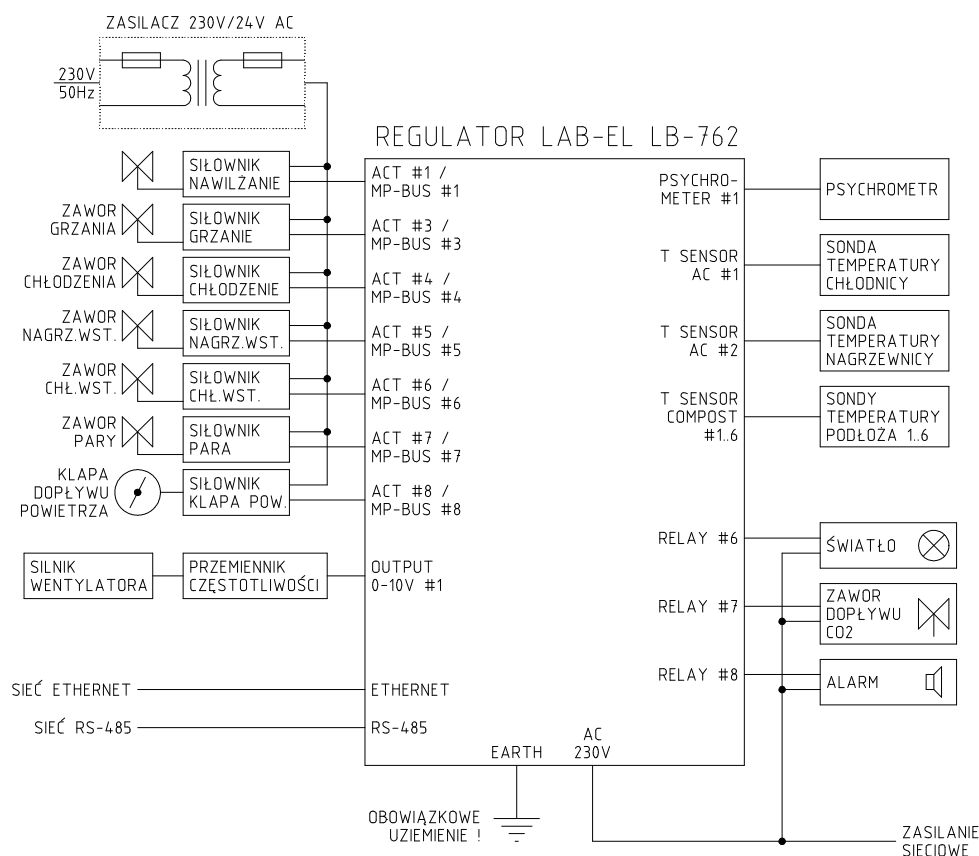 ZASILACZ 230V/24V AC
230V
50Hz
REGULATOR LAB-EL LB-762
SIŁOWNIK
NAWILŻANIE
ACT #1 /
MP-BUS #1
ZAWOR
GRZANIA
SIŁOWNIK
GRZANIE
ACT #3 /
MP-BUS #3
ZAWOR
CHŁODZENIA
SIŁOWNIK
CHŁODZENIE
ACT #4 /
MP-BUS #4
ZAWOR
NAGRZ.WST.
SIŁOWNIK
NAGRZ.WST.
ACT #5 /
MP-BUS #5
ZAWOR
CHŁ.WST.
SIŁOWNIK
CHŁ.WST.
ACT #6 /
MP-BUS #6
ZAWOR
PARY
SIŁOWNIK
PARA
ACT #7 /
MP-BUS #7
KLAPA
DOPŁYWU
POWIETRZA
SIŁOWNIK
KLAPA POW.
ACT #8 /
MP-BUS #8
SILNIK
WENTYLATORA
PRZEMIENNIK
CZĘSTOTLIWOŚCI
OUTPUT
0-10V #1
SIEĆ ETHERNET
ETHERNET
SIEĆ RS-485
RS-485
PSYCHRO-
METER #1
PSYCHROMETR
T SENSOR
AC #1
SONDA
TEMPERATURY
CHŁODNICY
T SENSOR
AC #2
SONDA
TEMPERATURY
NAGRZEWNICY
T SENSOR
COMPOST
#1..6
SONDY
TEMPERATURY
PODŁOŻA 1..6
RELAY #6
ŚWIATŁO
RELAY #7
ZAWOR
DOPŁYWU
CO2
RELAY #8
ALARM
EARTH
AC
230V
OBOWIĄZKOWE
UZIEMIENIE !
ZASILANIE
SIECIOWE